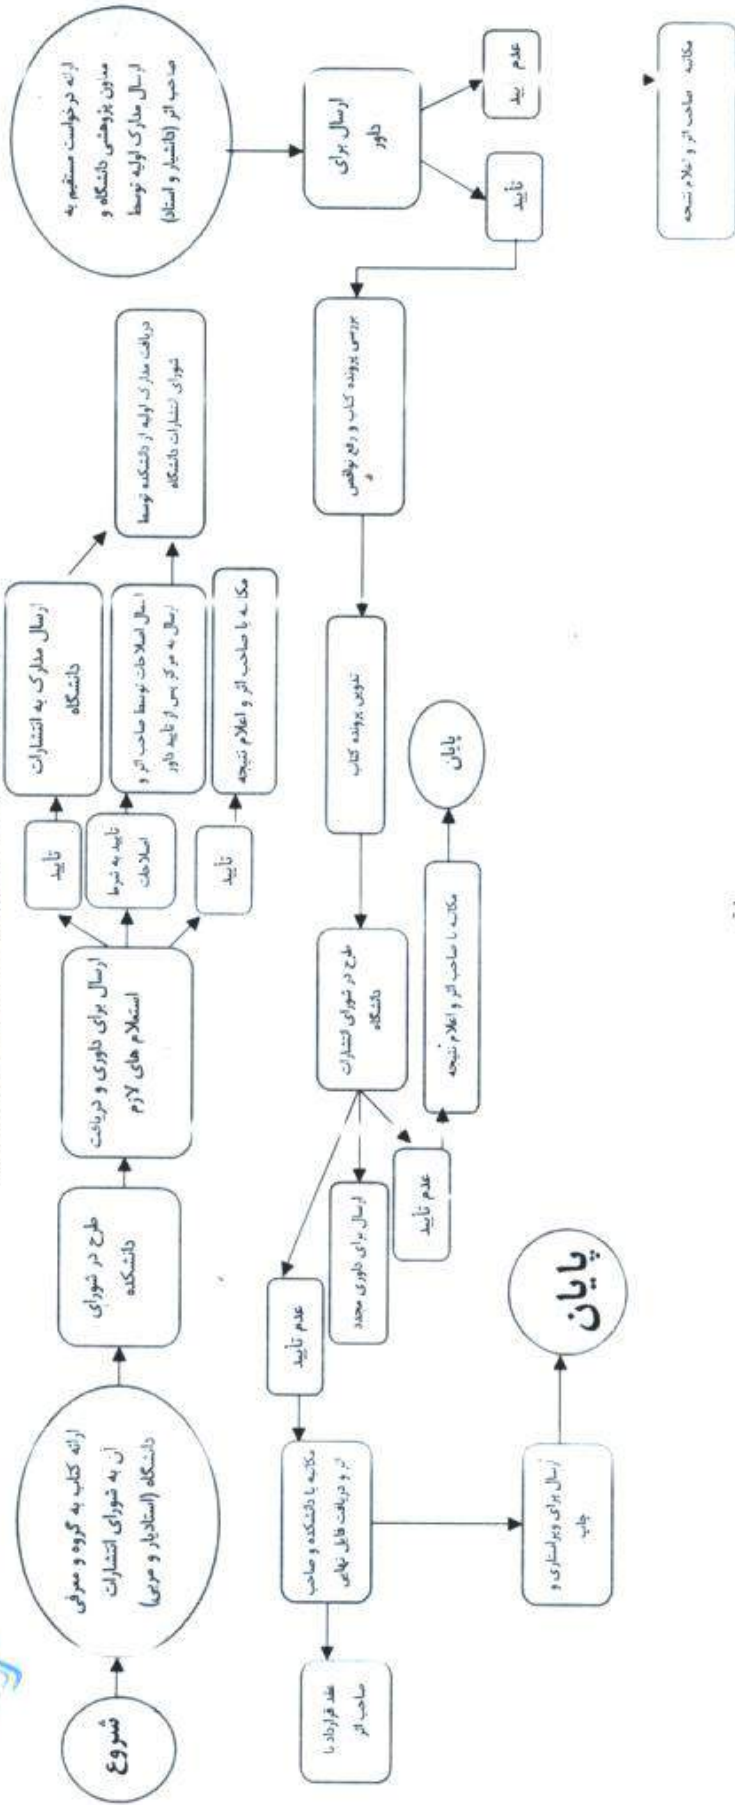 شروع
ارائه کتاب به گروه و معرفی
آن به شورای انتشارات
دانشگاه (استادیار و مربی)
طرح در شورای
دانشکده
ارسال برای داوری و دریافت
استعلام های لازم
تأیید
تأیید به شرط
اصلاحات
تأیید
ارسال مدارک به انتشارات
دانشگاه
اعمال اصلاحات توسط صاحب اثر و
ارسال به مرکز پس از تأیید داور
مکاتبه با صاحب اثر و اعلام نتیجه
دریافت مدارک اولیه از دانشکده توسط
شورای انتشارات دانشگاه
ارائه درخواست مستقیم به
معاون پژوهشی دانشگاه و
ارسال مدارک اولیه توسط
صاحب اثر (دانشیار و استاد)
ارسال برای
داور
عدم یید
تأیید
مکاتبه صاحب اثر و اعلام نتیجه
بررسی پرونده کتاب و رفع نواقص
تدوین پرونده کتاب
طرح در شورای انتشارات
دانشگاه
عدم تأیید
ارسال برای داوری مجدد
عدم تأیید
مکاتبه با صاحب اثر و اعلام نتیجه
پایان
مکاتبه با دانشکده و صاحب
اثر و دریافت فایل نهایی
عقد قرارداد با
صاحب اثر
ارسال برای ویراستاری و
چاپ
پایان